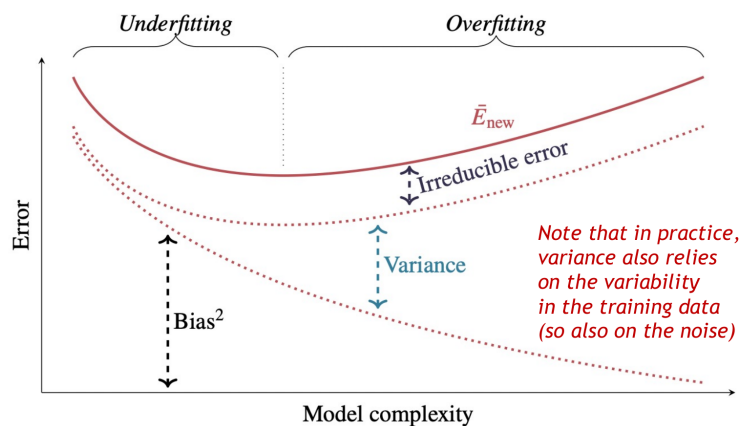 Underfitting
Overfitting
Ēnew
Irreducible error
Error
Variance
Bias²
Note that in practice,
variance also relies
on the variability
in the training data
(so also on the noise)
Model complexity